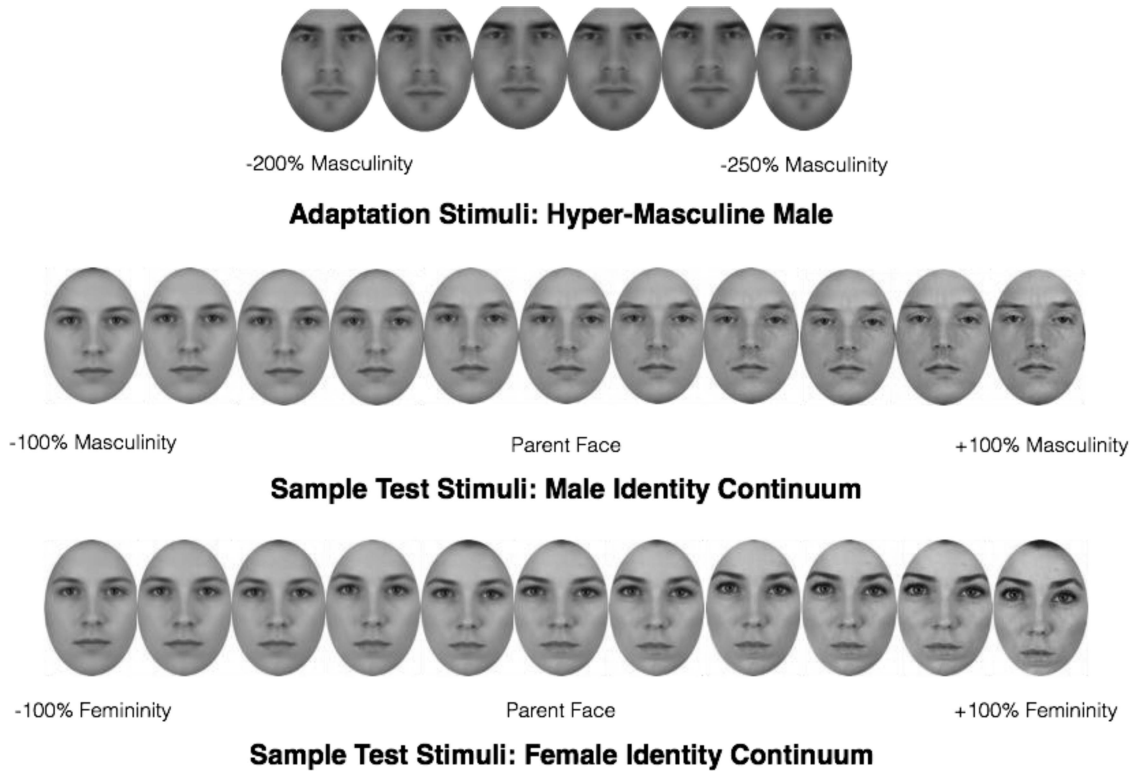 -200% Masculinity -250% Masculinity
Adaptation Stimuli: Hyper-Masculine Male
-100% Masculinity Parent Face +100% Masculinity
Sample Test Stimuli: Male Identity Continuum
-100% Femininity Parent Face +100% Femininity
Sample Test Stimuli: Female Identity Continuum